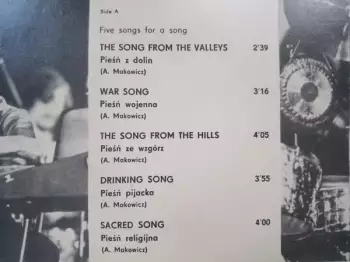 Side A
Five songs for a song
THE SONG FROM THE VALLEYS 2'39
Pieśń z dolin
(A. Makowicz)
WAR SONG 3'16
Pieśń wojenna
(A. Makowicz)
THE SONG FROM THE HILLS 4'05
Pieśń ze wzgórz
(A. Makowicz)
DRINKING SONG 3'55
Pieśń pijacka
(A. Makowicz)
SACRED SONG 4'00
Pieśń religijna
(A. Makowicz)